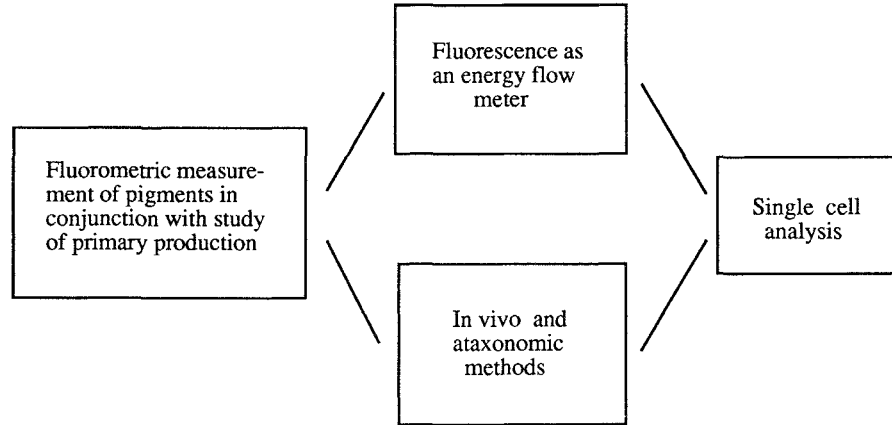 Fluorescence as
an energy flow
meter
Fluorometric measure-
ment of pigments in
conjunction with study
of primary production
Single cell
analysis
In vivo and
ataxonomic
methods